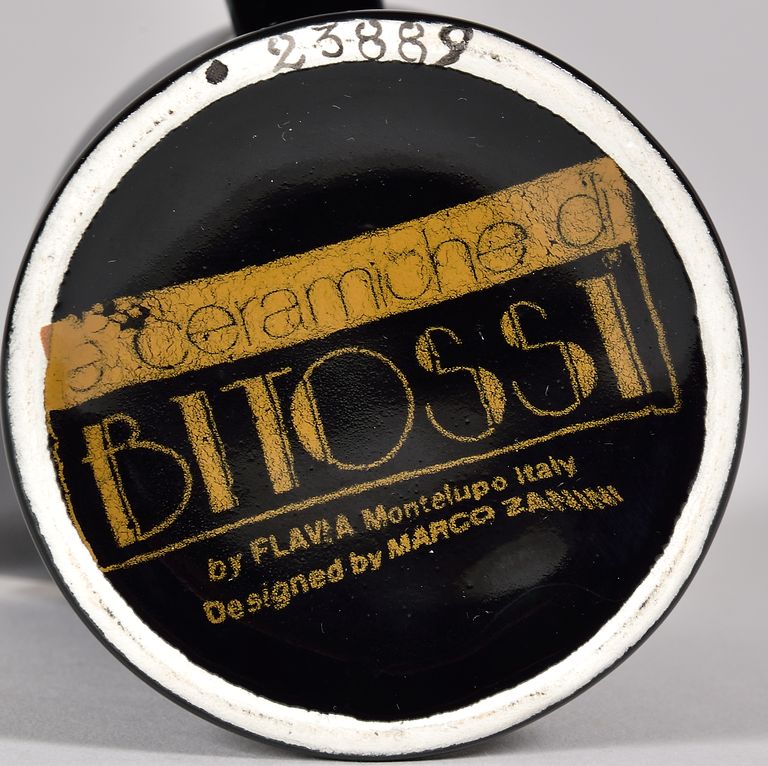 23889
e ceramiche di
BITOSSI
by FLAVIA Montelupo Italy
Designed by MARCO ZANINI